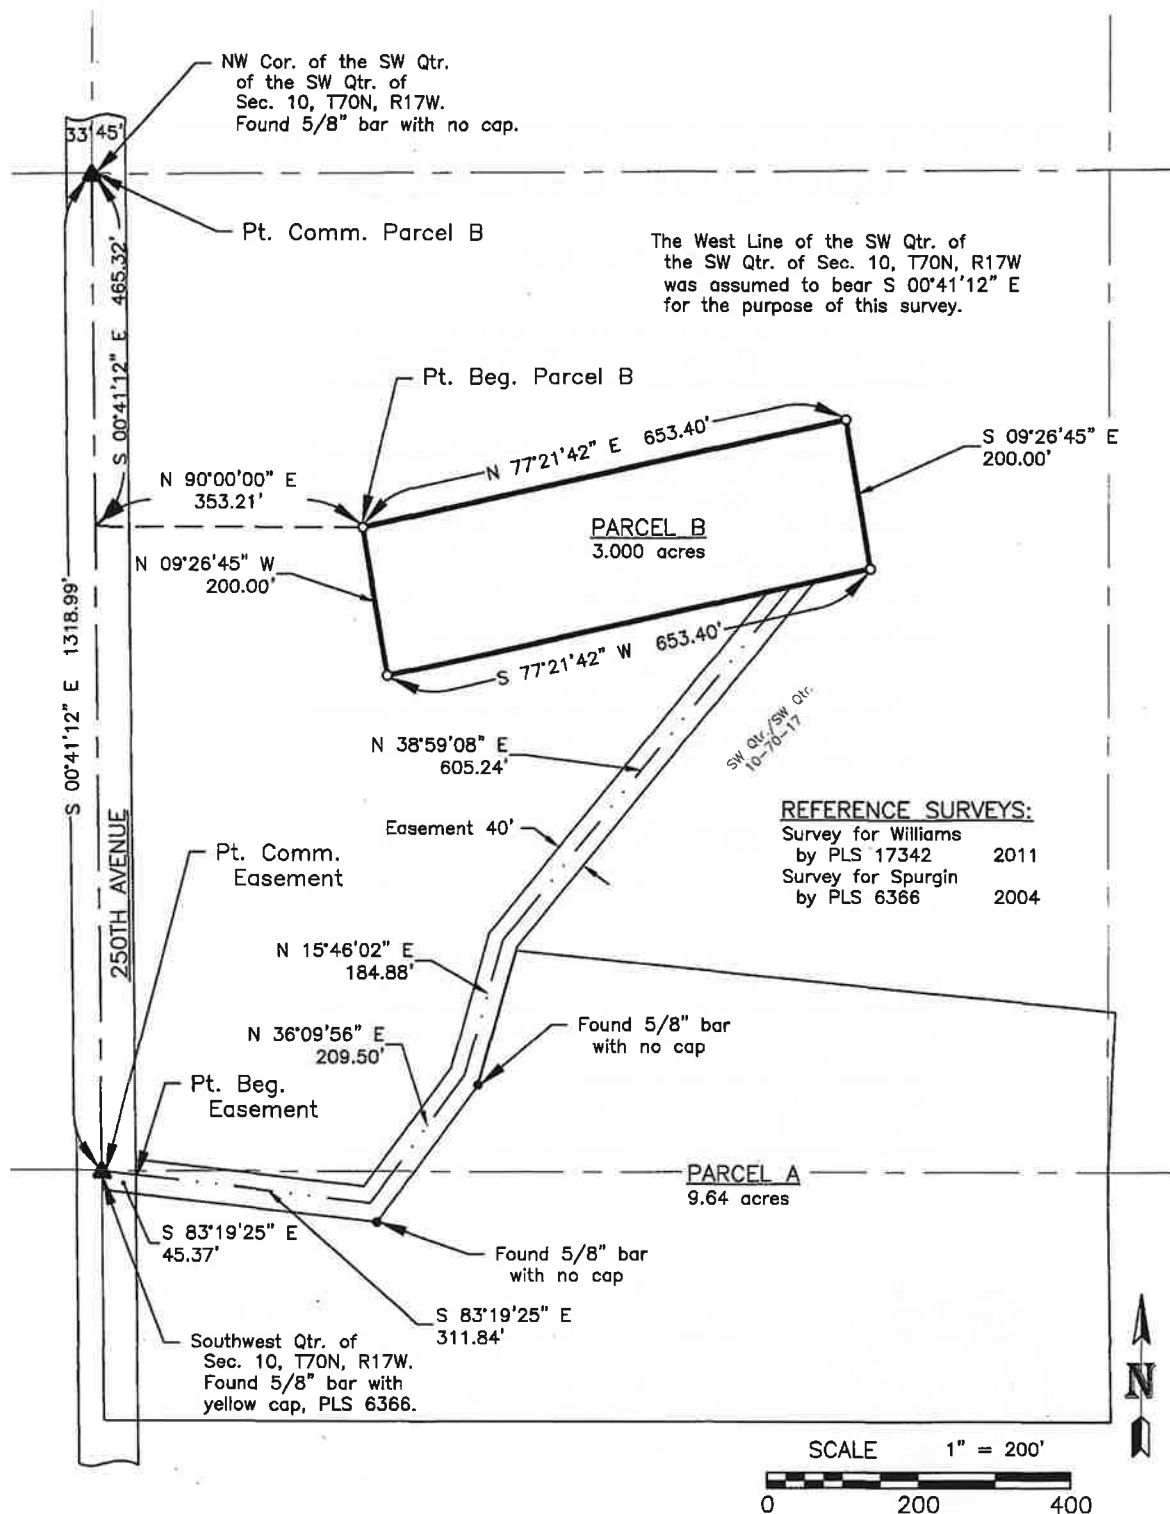 NW Cor. of the SW Qtr.
of the SW Qtr. of
Sec. 10, T70N, R17W.
Found 5/8" bar with no cap.
33' 45'
Pt. Comm. Parcel B
S 00°41'12" E 465.32'
The West Line of the SW Qtr. of
the SW Qtr. of Sec. 10, T70N, R17W
was assumed to bear S 00°41'12" E
for the purpose of this survey.
Pt. Beg. Parcel B
N 77°21'42" E 653.40'
S 09°26'45" E
200.00'
N 90°00'00" E
353.21'
PARCEL B
3.000 acres
N 09°26'45" W
200.00'
S 77°21'42" W 653.40'
S 00°41'12" E 1318.99'
SW Qtr./SW Qtr.
10-70-17
N 38°59'08" E
605.24'
Easement 40'
REFERENCE SURVEYS:
Survey for Williams
by PLS 17342 2011
Survey for Spurgin
by PLS 6366 2004
250TH AVENUE
Pt. Comm.
Easement
N 15°46'02" E
184.88'
Found 5/8" bar
with no cap
N 36°09'56" E
209.50'
Pt. Beg.
Easement
PARCEL A
9.64 acres
S 83°19'25" E
45.37'
Found 5/8" bar
with no cap
S 83°19'25" E
311.84'
Southwest Qtr. of
Sec. 10, T70N, R17W.
Found 5/8" bar with
yellow cap, PLS 6366.
N
SCALE 1" = 200'
0 200 400